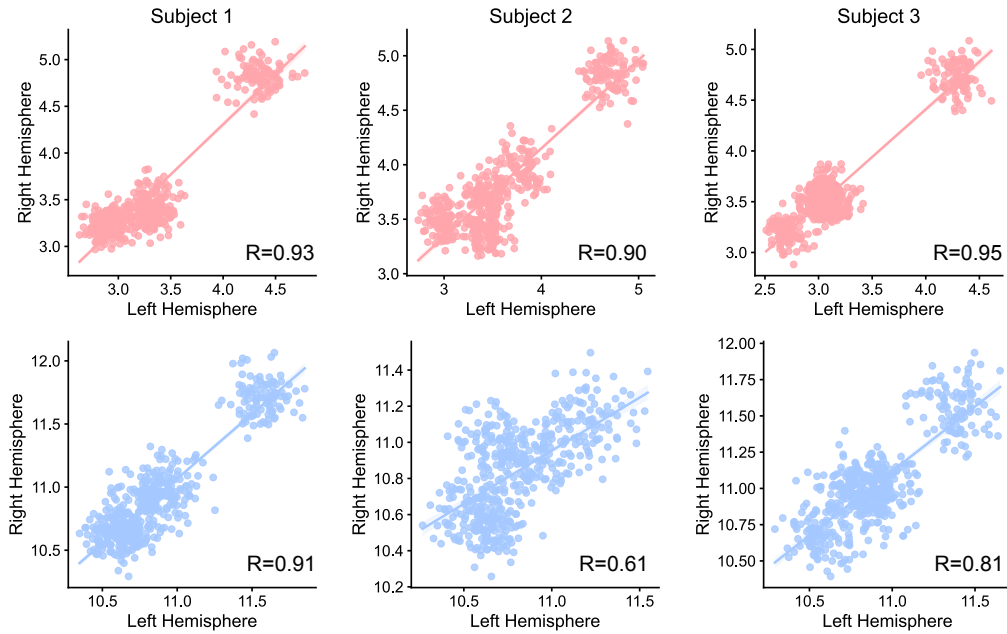 Subject 1
Subject 2
Subject 3
Right Hemisphere
5.0
4.5
4.0
3.5
3.0
R=0.93
3.0 3.5 4.0 4.5
Left Hemisphere
Right Hemisphere
5.0
4.5
4.0
3.5
3.0
R=0.90
3 4 5
Left Hemisphere
Right Hemisphere
5.0
4.5
4.0
3.5
3.0
R=0.95
2.5 3.0 3.5 4.0 4.5
Left Hemisphere
Right Hemisphere
12.0
11.5
11.0
10.5
R=0.91
10.5 11.0 11.5
Left Hemisphere
Right Hemisphere
11.4
11.2
11.0
10.8
10.6
10.4
10.2
R=0.61
10.5 11.0 11.5
Left Hemisphere
Right Hemisphere
12.00
11.75
11.50
11.25
11.00
10.75
10.50
R=0.81
10.5 11.0 11.5
Left Hemisphere